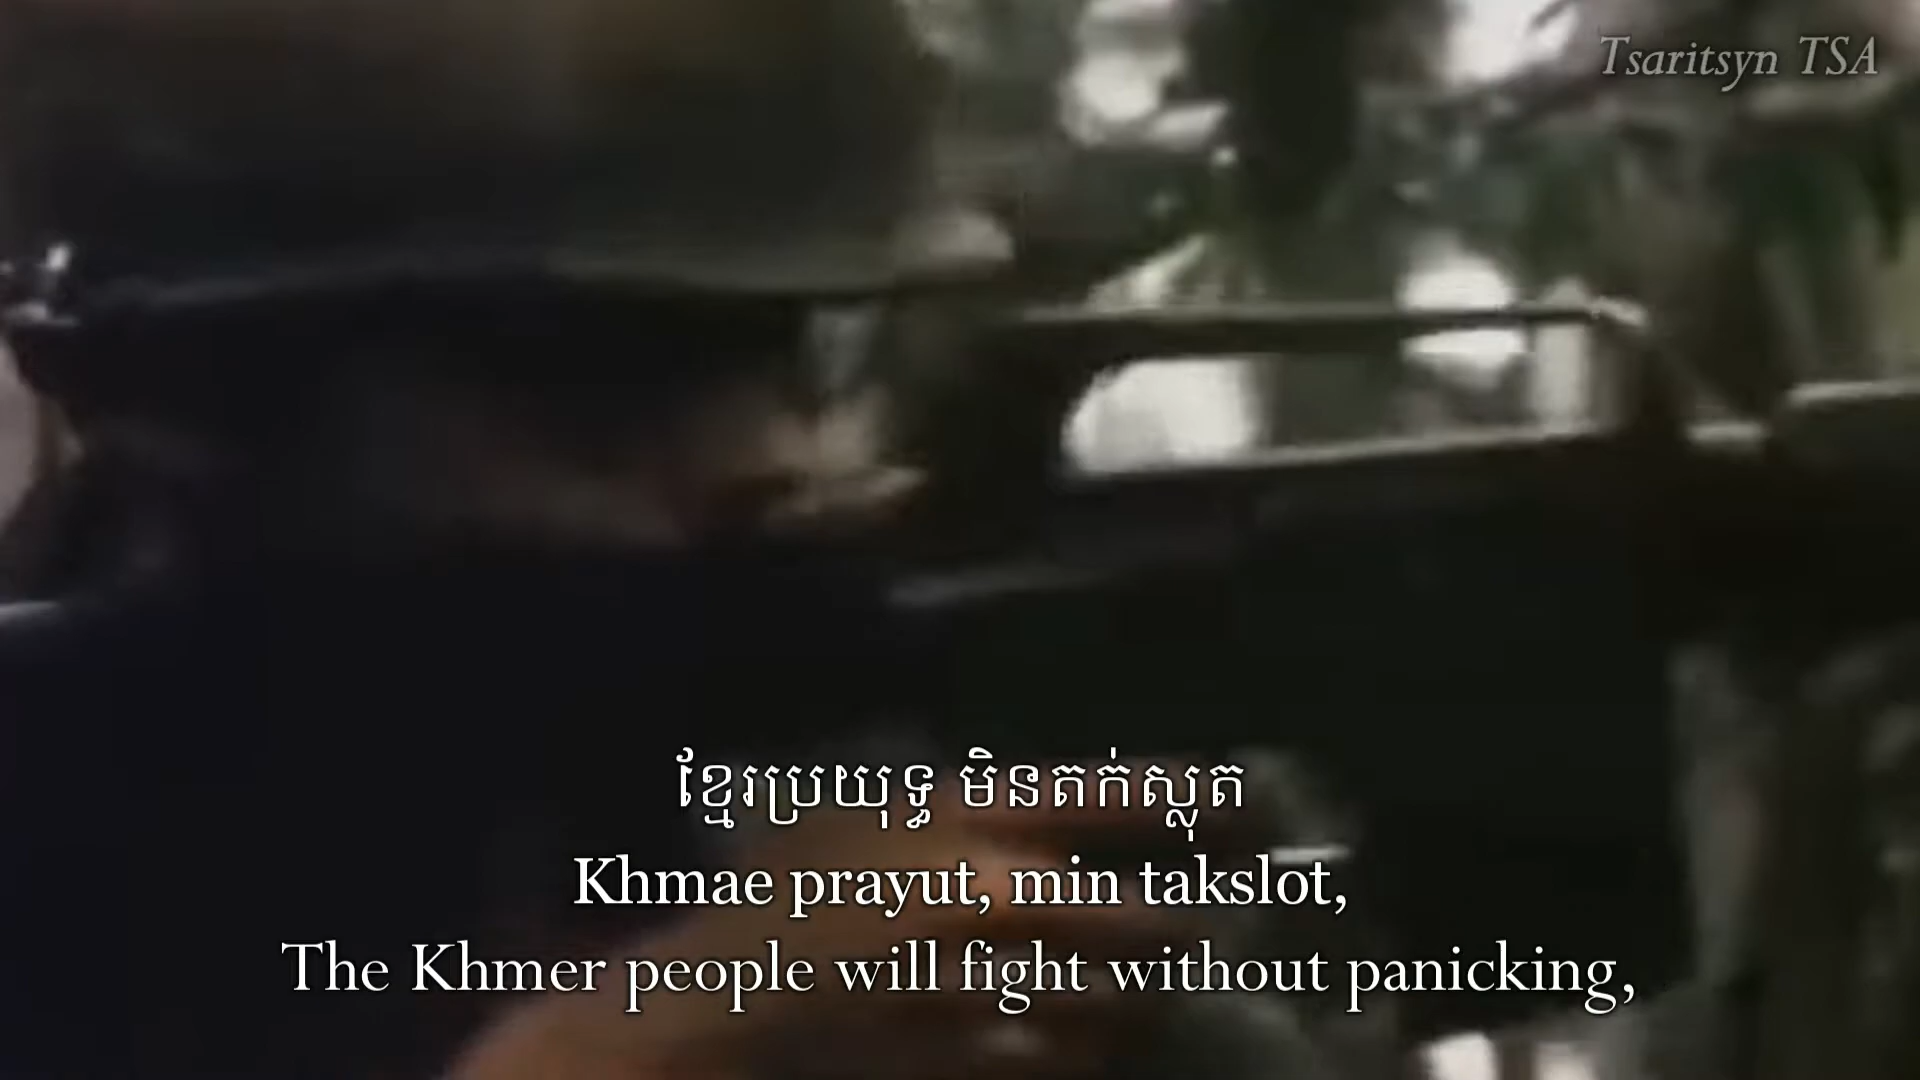 Tsaritsyn TSA
ខ្មែរប្រយុទ្ធ មិនតក់ស្លុត
Khmae prayut, min takslot,
The Khmer people will fight without panicking,